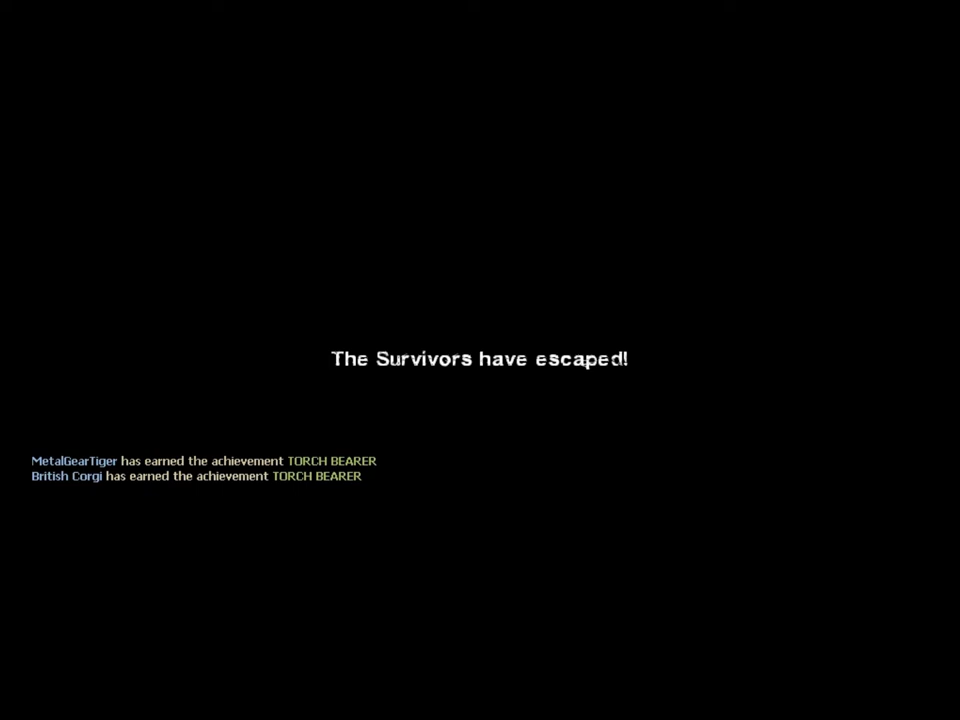 The Survivors have escaped!
MetalGearTiger has earned the achievement TORCH BEARER
British Corgi has earned the achievement TORCH BEARER